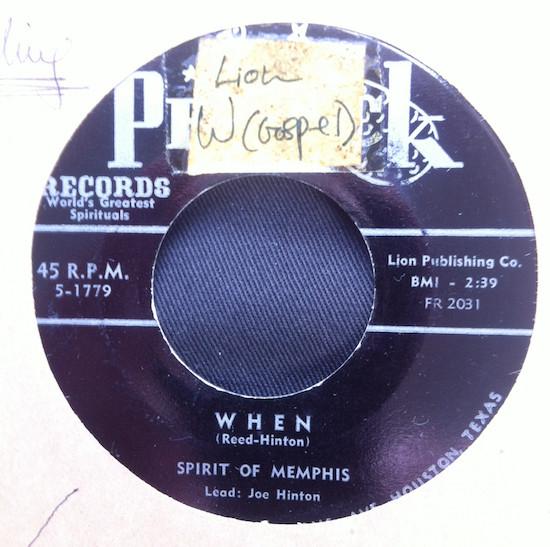 Lion
W (Gospel)
RECORDS
World's Greatest
Spirituals
45 R.P.M.
5-1779
Lion Publishing Co.
BMI - 2:39
FR 2031
WHEN
(Reed-Hinton)
SPIRIT OF MEMPHIS
Lead: Joe Hinton
AVE. HOUSTON, TEXAS